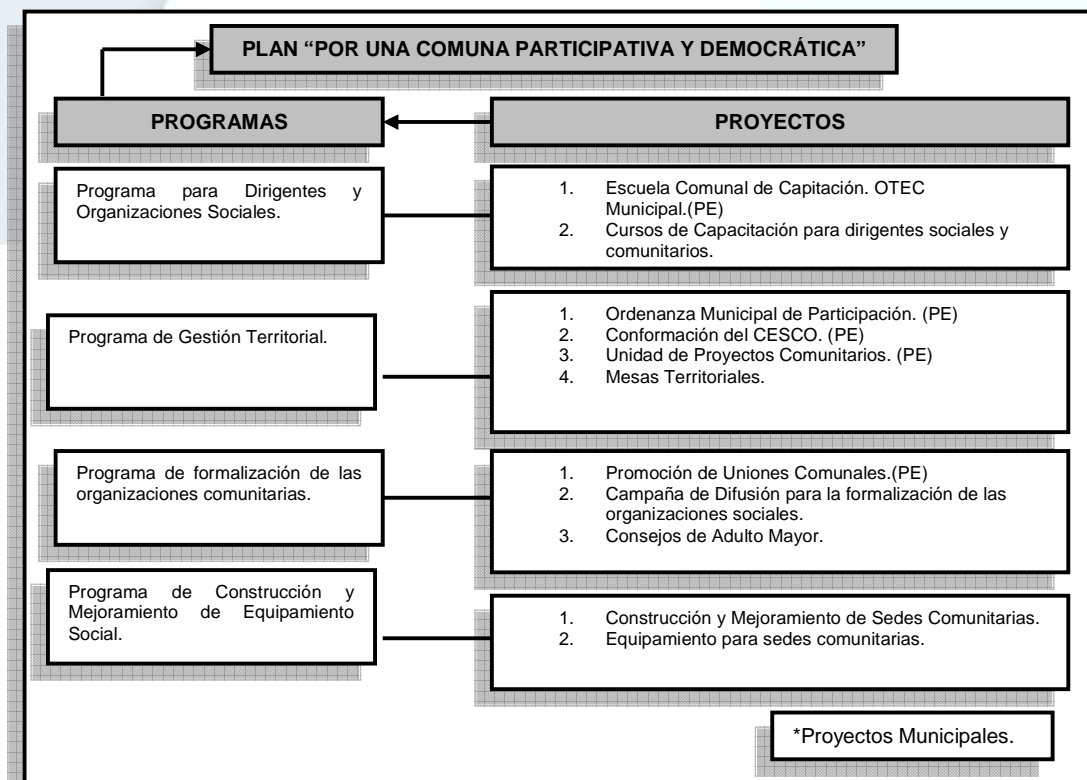 PLAN “POR UNA COMUNA PARTICIPATIVA Y DEMOCRÁTICA”
PROGRAMAS
PROYECTOS
Programa para Dirigentes y
Organizaciones Sociales.
1. Escuela Comunal de Capitación. OTEC
Municipal.(PE)
2. Cursos de Capacitación para dirigentes sociales y
comunitarios.
Programa de Gestión Territorial.
1. Ordenanza Municipal de Participación. (PE)
2. Conformación del CESCO. (PE)
3. Unidad de Proyectos Comunitarios. (PE)
4. Mesas Territoriales.
Programa de formalización de las
organizaciones comunitarias.
1. Promoción de Uniones Comunales.(PE)
2. Campaña de Difusión para la formalización de las
organizaciones sociales.
3. Consejos de Adulto Mayor.
Programa de Construcción y
Mejoramiento de Equipamiento
Social.
1. Construcción y Mejoramiento de Sedes Comunitarias.
2. Equipamiento para sedes comunitarias.
*Proyectos Municipales.